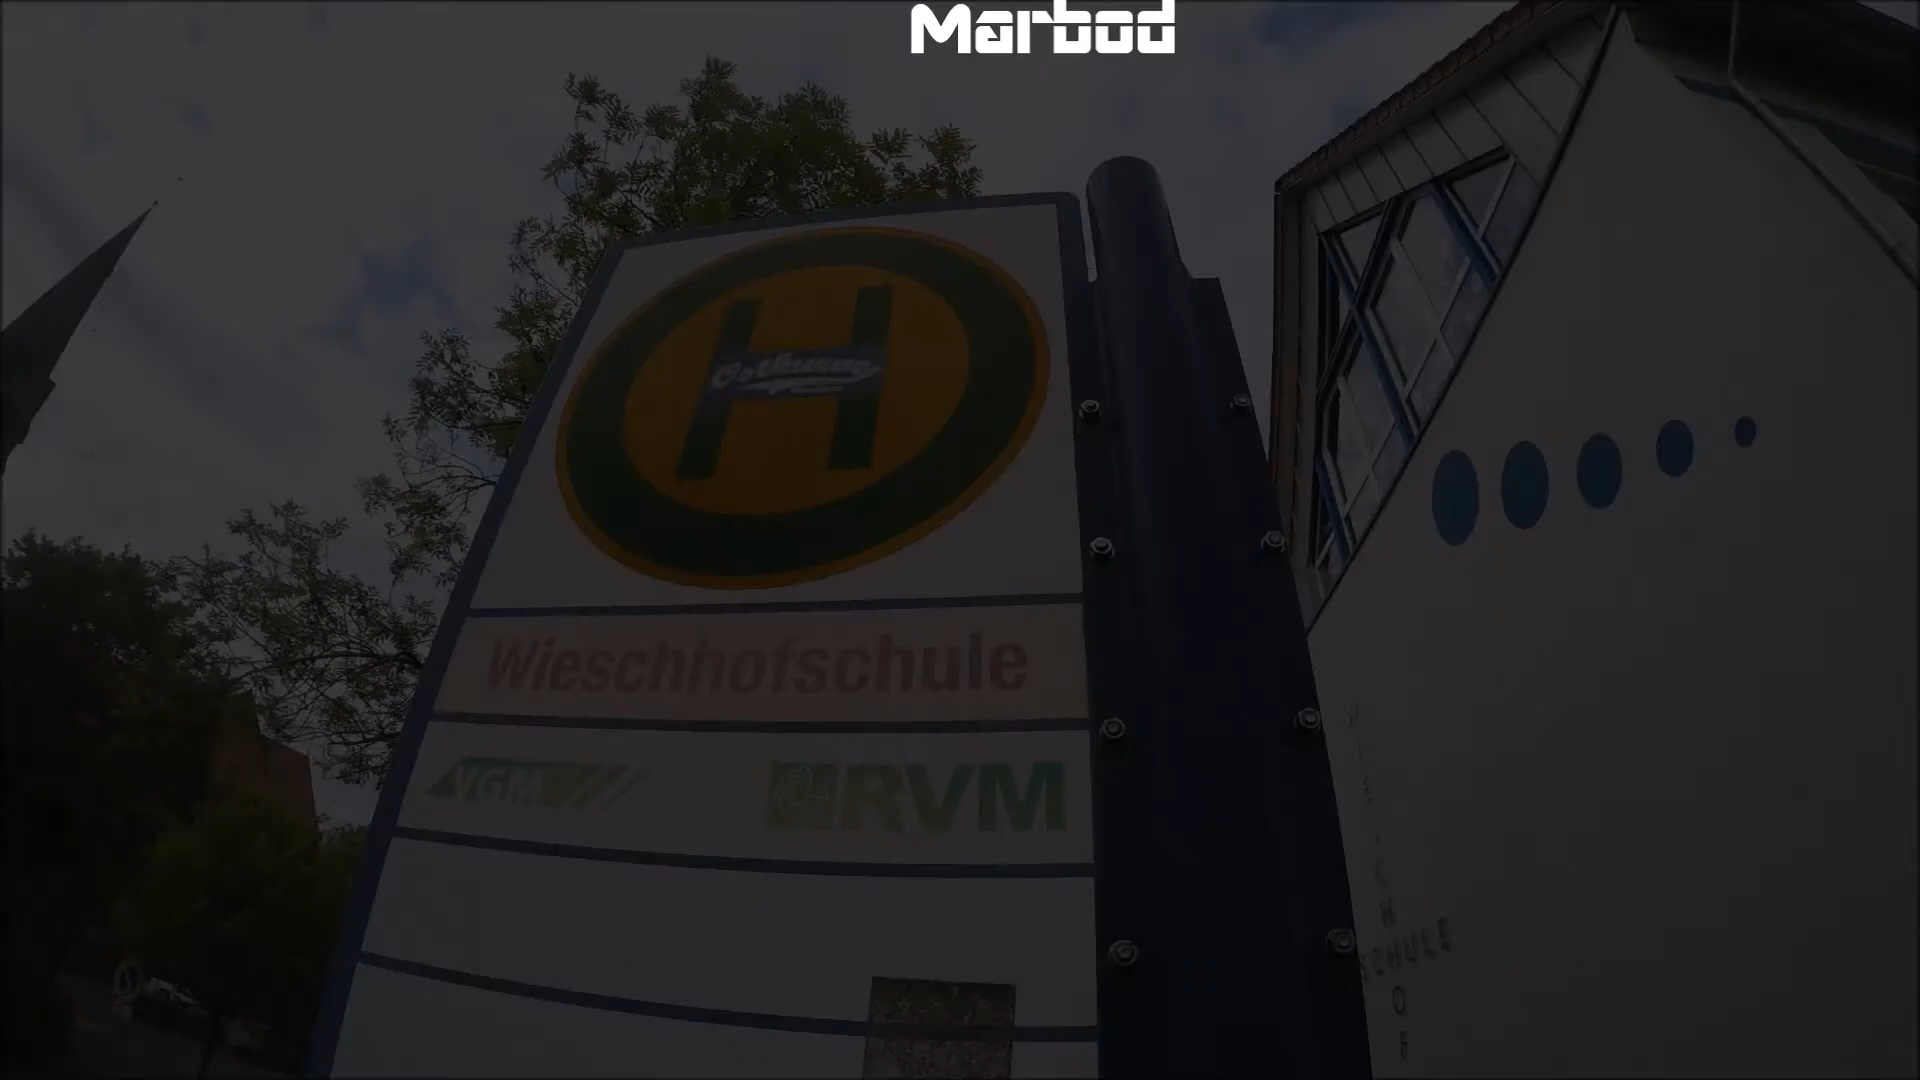 Marbod
H
Wieschhofschule
VGM
RVM
SCHULE